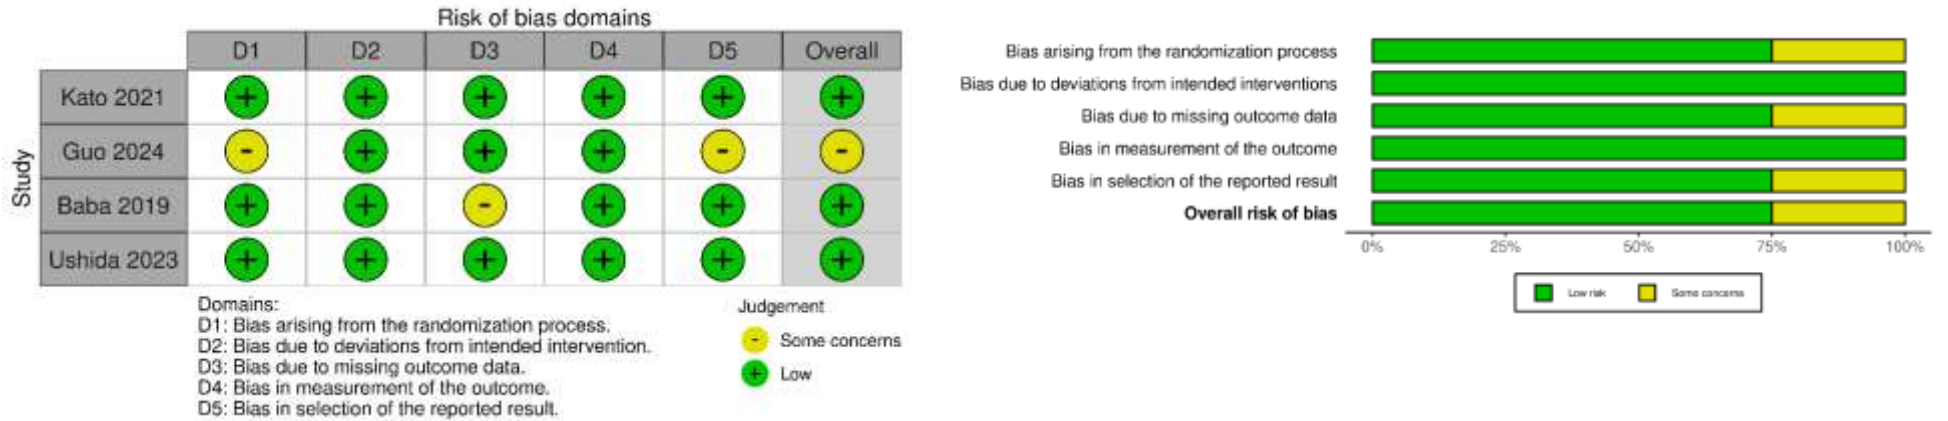 Risk of bias domains
D1 D2 D3 D4 D5 Overall
Study
Kato 2021 + + + + + +
Guo 2024 - + + + - -
Baba 2019 + + - + + +
Ushida 2023 + + + + + +
Domains:
D1: Bias arising from the randomization process.
D2: Bias due to deviations from intended intervention.
D3: Bias due to missing outcome data.
D4: Bias in measurement of the outcome.
D5: Bias in selection of the reported result.
Judgement
- Some concerns
+ Low
Bias arising from the randomization process
Bias due to deviations from intended interventions
Bias due to missing outcome data
Bias in measurement of the outcome
Bias in selection of the reported result
Overall risk of bias
0% 25% 50% 75% 100%
Low risk Some concerns